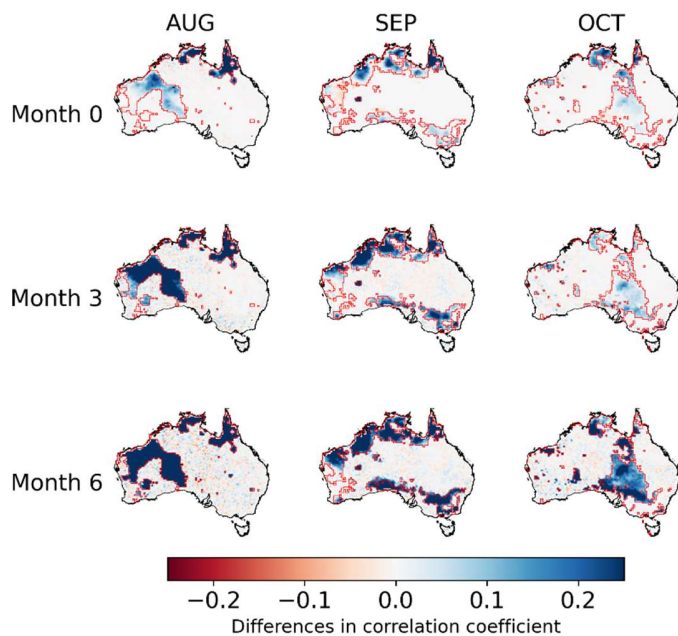 AUG SEP OCT
Month 0
Month 3
Month 6
−0.2 −0.1 0.0 0.1 0.2
Differences in correlation coefficient